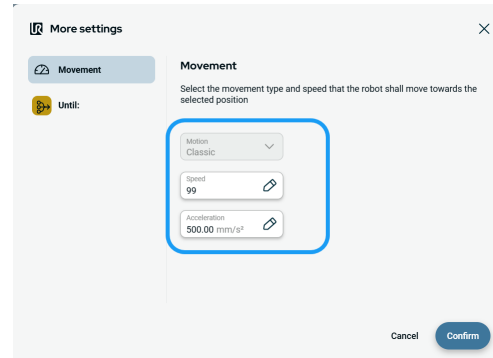 More settings
Movement
Until:
Movement
Select the movement type and speed that the robot shall move towards the
selected position
Motion
Classic
Speed
99
Acceleration
500.00 mm/s²
Cancel
Confirm